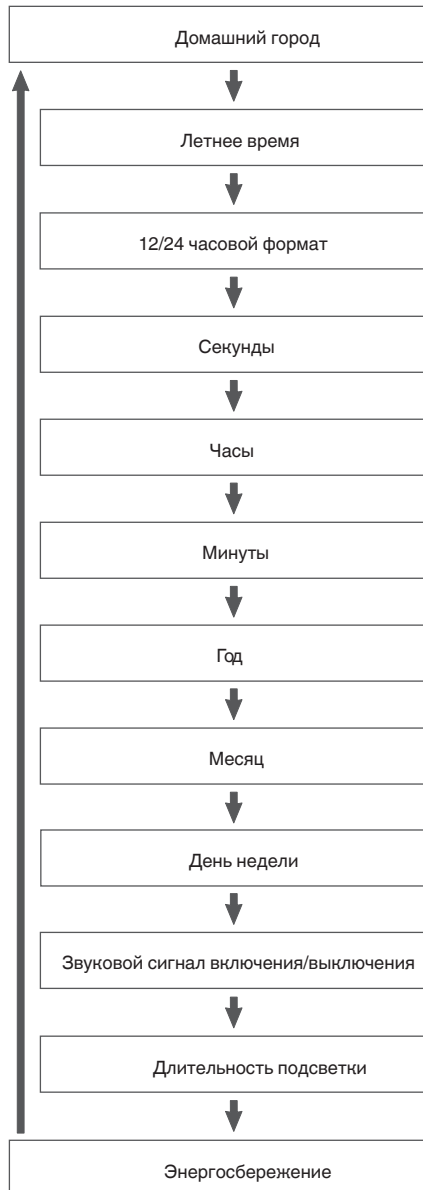 Домашний город
Летнее время
12/24 часовой формат
Секунды
Часы
Минуты
Год
Месяц
День недели
Звуковой сигнал включения/выключения
Длительность подсветки
Энергосбережение